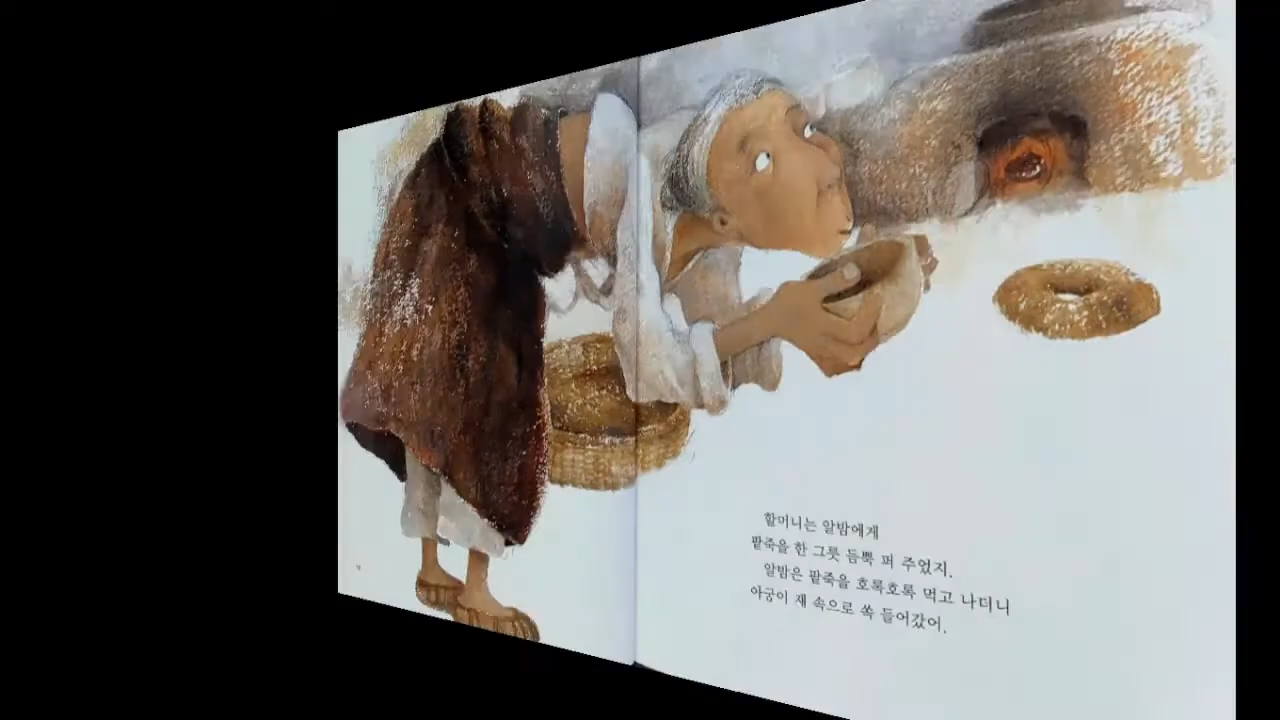 할머니는 알밤에게
팥죽을 한 그릇 듬뿍 퍼 주었지.
알밤은 팥죽을 호록호록 먹고 나더니
아궁이 재 속으로 쏙 들어갔어.